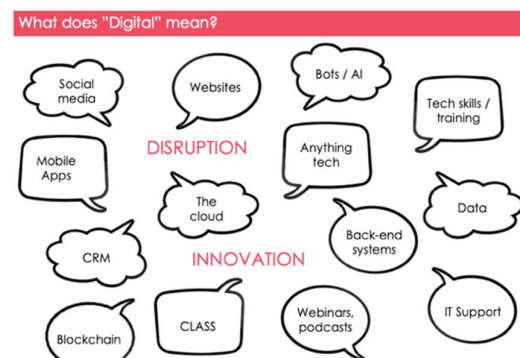 What does "Digital" mean?
Social
media
Websites
Bots / AI
Tech skills /
training
DISRUPTION
Mobile
Apps
Anything
tech
The
cloud
Data
Back-end
systems
CRM
INNOVATION
Blockchain
CLASS
Webinars,
podcasts
IT Support